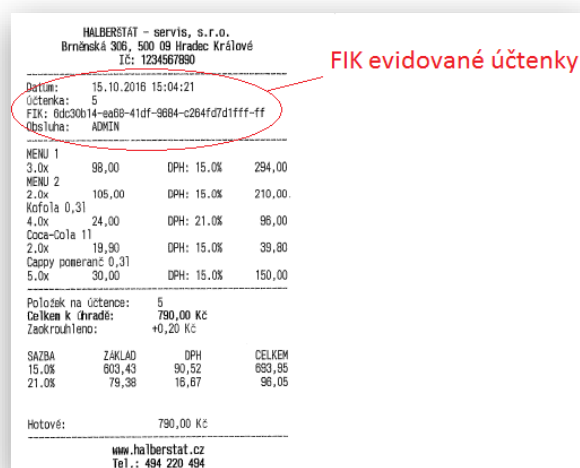 HALBERSTAT - servis, s.r.o.
Brněnská 306, 500 09 Hradec Králové
IČ: 1234567890
FIK evidované účtenky
Datum: 15.10.2016 15:04:21
Účtenka: 5
FIK: 6dc30b14-ea68-41df-9684-c264fd7d1fff-ff
Obsluha: ADMIN
MENU 1
3.0x 98,00 DPH: 15.0% 294,00
MENU 2
2.0x 105,00 DPH: 15.0% 210,00
Kofola 0,3l
4.0x 24,00 DPH: 21.0% 96,00
Coca-Cola 1l
2.0x 19,90 DPH: 15.0% 39,80
Cappy pomeranč 0,3l
5.0x 30,00 DPH: 15.0% 150,00
Položek na účtence: 5
Celkem k úhradě: 790,00 Kč
Zaokrouhleno: +0,20 Kč
SAZBA ZÁKLAD DPH CELKEM
15.0% 603,43 90,52 693,95
21.0% 79,38 16,67 96,05
Hotově: 790,00 Kč
www.halberstat.cz
Tel.: 494 220 494